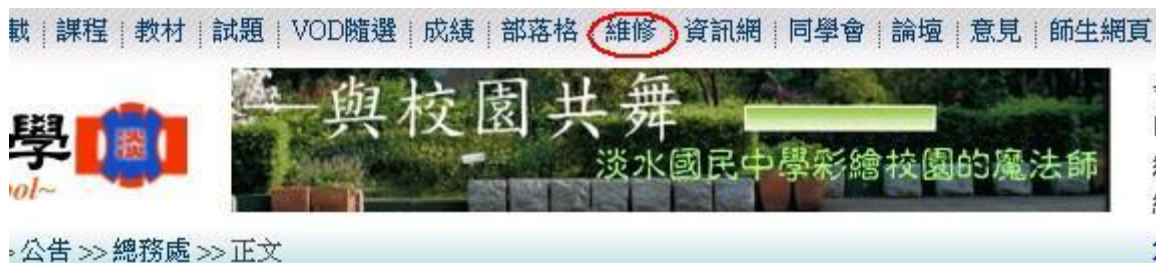 載 | 課程 | 教材 | 試題 | VOD隨選 | 成績 | 部落格 | 維修 | 資訊網 | 同學會 | 論壇 | 意見 | 師生網頁
與校園共舞
學 淡
淡水國民中學彩繪校園的魔法師
ol~
公告 >> 總務處 >> 正文